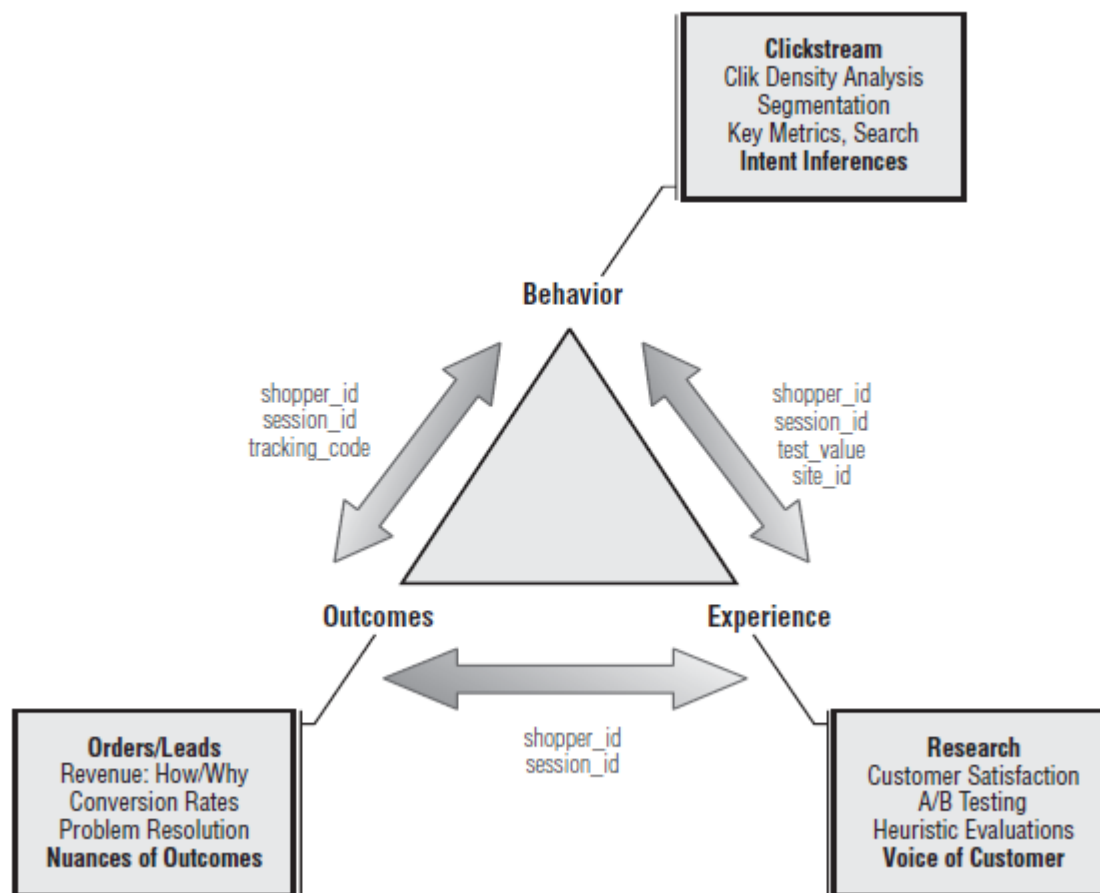 Clickstream
Clik Density Analysis
Segmentation
Key Metrics, Search
Intent Inferences
Behavior
shopper_id
session_id
tracking_code
shopper_id
session_id
test_value
site_id
Outcomes
Experience
shopper_id
session_id
Orders/Leads
Revenue: How/Why
Conversion Rates
Problem Resolution
Nuances of Outcomes
Research
Customer Satisfaction
A/B Testing
Heuristic Evaluations
Voice of Customer